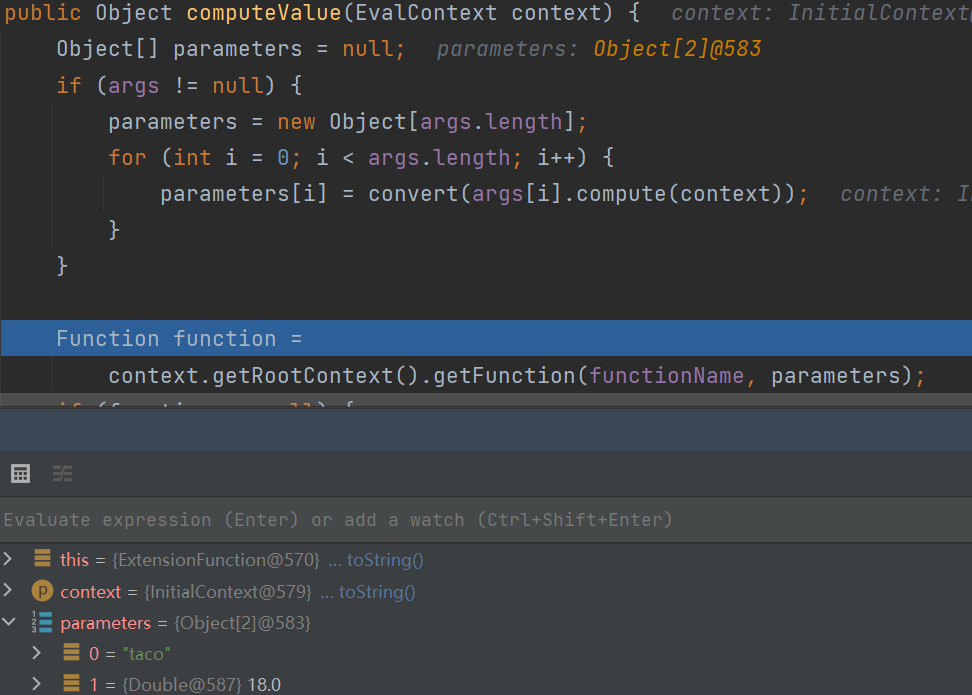 public Object computeValue(EvalContext context) {   context: InitialContext
    Object[] parameters = null;   parameters: Object[2]@583
    if (args != null) {
        parameters = new Object[args.length];
        for (int i = 0; i < args.length; i++) {
            parameters[i] = convert(args[i].compute(context));   context: I
        }
    }
    Function function =
        context.getRootContext().getFunction(functionName, parameters);
Evaluate expression (Enter) or add a watch (Ctrl+Shift+Enter)
this = {ExtensionFunction@570} ... toString()
p context = {InitialContext@579} ... toString()
parameters = {Object[2]@583}
0 = "taco"
1 = {Double@587} 18.0